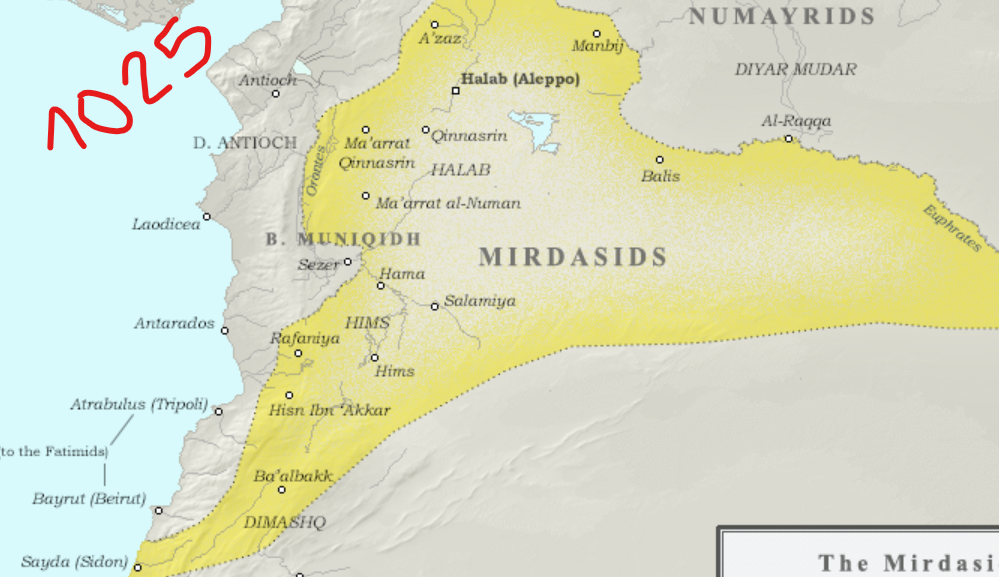 1025
NUMAYRIDS
A'zaz
Manbij
DIYAR MUDAR
Antioch
Halab (Aleppo)
Al-Raqqa
D. ANTIOCH
Ma'arrat
Qinnasrin
Qinnasrin
Orontes
HALAB
Balis
Ma'arrat al-Numan
Laodicea
Euphrates
B. MUNIQIDH
MIRDASIDS
Sezer
Hama
Salamiya
Antarados
HIMS
Rafaniya
Hims
Atrabulus (Tripoli)
Hisn Ibn 'Akkar
to the Fatimids)
Ba'albakk
Bayrut (Beirut)
DIMASHQ
Sayda (Sidon)
The Mirdasi